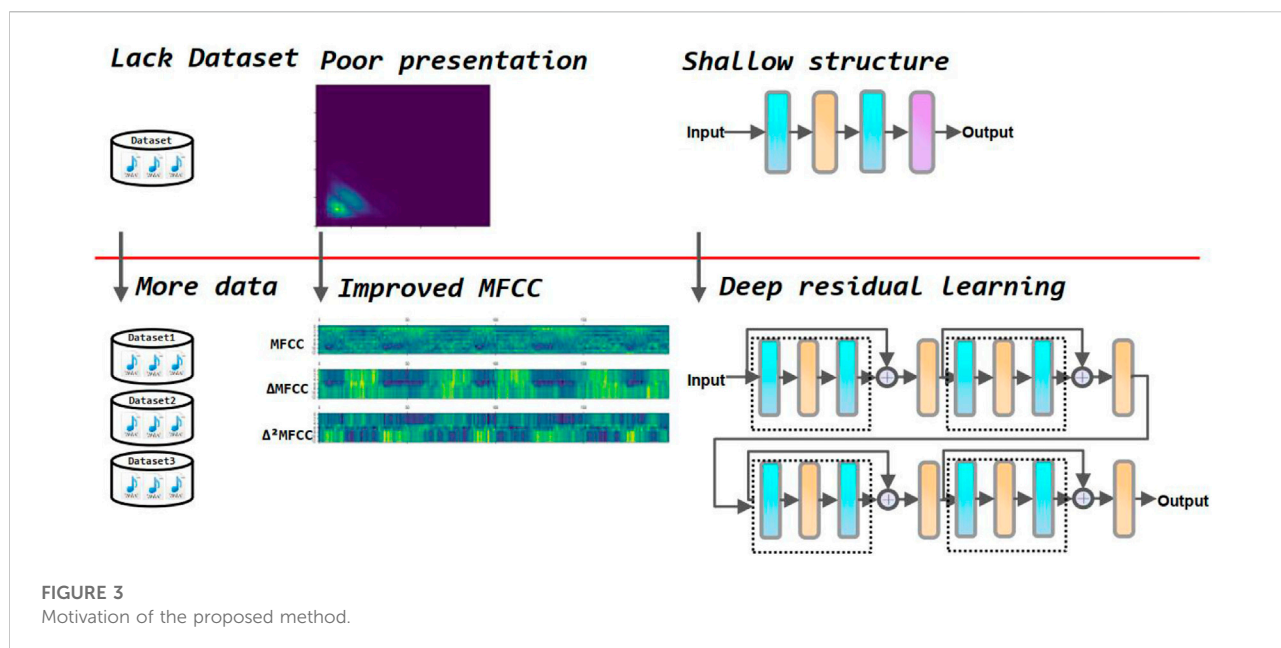 Lack Dataset
Poor presentation
Shallow structure
Dataset
Input
Output
More data
Improved MFCC
Deep residual learning
Dataset1
Dataset2
Dataset3
MFCC
ΔMFCC
Δ²MFCC
Input
Output
FIGURE 3
Motivation of the proposed method.